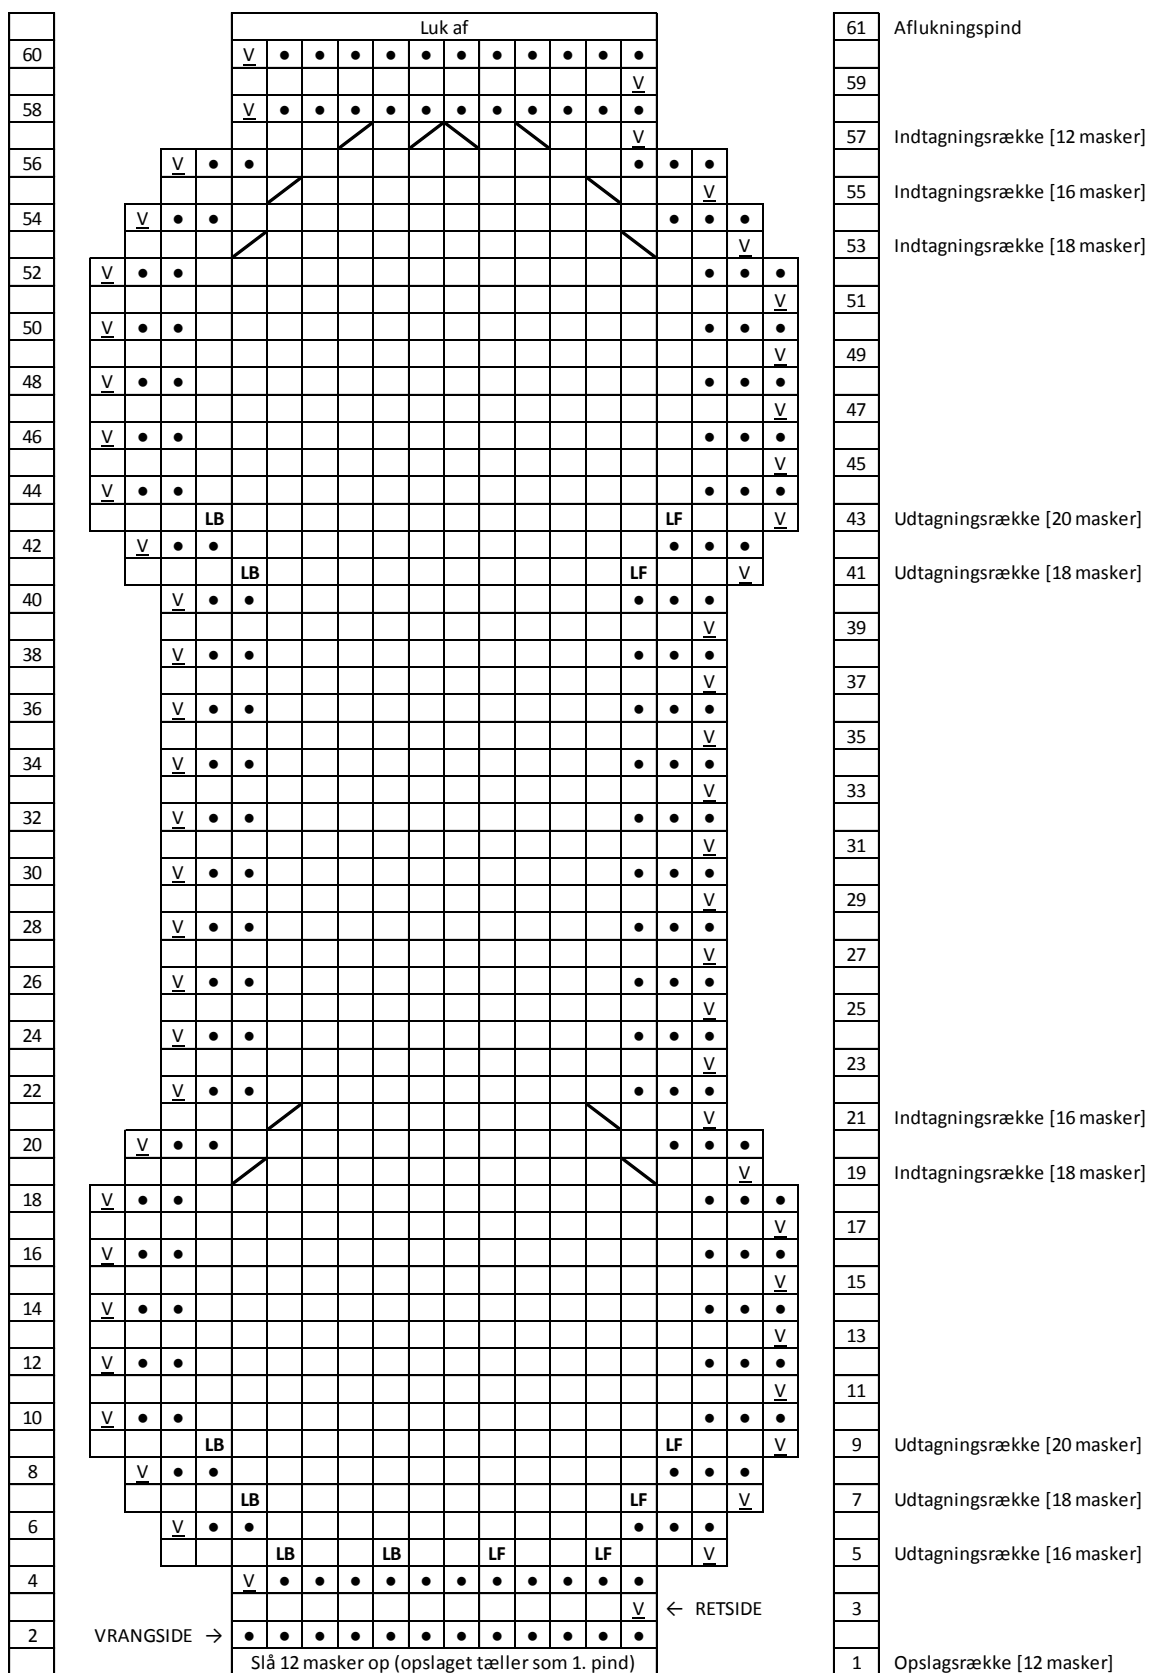 Luk af 61 Aflukningspind
60 V ● ● ● ● ● ● ● ● ● ● ●
V 59
58 V ● ● ● ● ● ● ● ● ● ● ●
V 57 Indtagningsrække [12 masker]
56 V ● ● ● ● ●
V 55 Indtagningsrække [16 masker]
54 V ● ● ● ● ●
V 53 Indtagningsrække [18 masker]
52 V ● ● ● ● ●
V 51
50 V ● ● ● ● ●
V 49
48 V ● ● ● ● ●
V 47
46 V ● ● ● ● ●
V 45
44 V ● ● ● ● ●
LB LF V 43 Udtagningsrække [20 masker]
42 V ● ● ● ● ●
LB LF V 41 Udtagningsrække [18 masker]
40 V ● ● ● ● ●
V 39
38 V ● ● ● ● ●
V 37
36 V ● ● ● ● ●
V 35
34 V ● ● ● ● ●
V 33
32 V ● ● ● ● ●
V 31
30 V ● ● ● ● ●
V 29
28 V ● ● ● ● ●
V 27
26 V ● ● ● ● ●
V 25
24 V ● ● ● ● ●
V 23
22 V ● ● ● ● ●
V 21 Indtagningsrække [16 masker]
20 V ● ● ● ● ●
V 19 Indtagningsrække [18 masker]
18 V ● ● ● ● ●
V 17
16 V ● ● ● ● ●
V 15
14 V ● ● ● ● ●
V 13
12 V ● ● ● ● ●
V 11
10 V ● ● ● ● ●
LB LF V 9 Udtagningsrække [20 masker]
8 V ● ● ● ● ●
LB LF V 7 Udtagningsrække [18 masker]
6 V ● ● ● ● ●
LB LB LF LF V 5 Udtagningsrække [16 masker]
4 V ● ● ● ● ● ● ● ● ● ● ●
V ← RETSIDE 3
2 VRANGSIDE → ● ● ● ● ● ● ● ● ● ● ● ●
Slå 12 masker op (opslaget tæller som 1. pind) 1 Opslagsrække [12 masker]